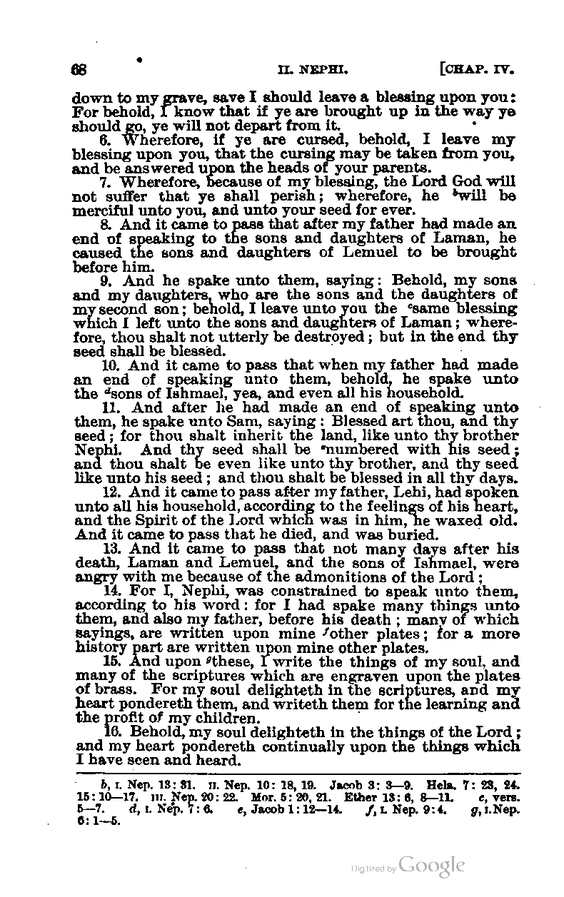 68 II. NEPHI. [CHAP. IV.
down to my grave, save I should leave a blessing upon you:
For behold, I know that if ye are brought up in the way ye
should go, ye will not depart from it.
6. Wherefore, if ye are cursed, behold, I leave my
blessing upon you, that the cursing may be taken from you,
and be answered upon the heads of your parents.
7. Wherefore, because of my blessing, the Lord God will
not suffer that ye shall perish; wherefore, he ᵇwill be
merciful unto you, and unto your seed for ever.
8. And it came to pass that after my father had made an
end of speaking to the sons and daughters of Laman, he
caused the sons and daughters of Lemuel to be brought
before him.
9. And he spake unto them, saying: Behold, my sons
and my daughters, who are the sons and the daughters of
my second son; behold, I leave unto you the ᶜsame blessing
which I left unto the sons and daughters of Laman; where-
fore, thou shalt not utterly be destroyed; but in the end thy
seed shall be blessed.
10. And it came to pass that when my father had made
an end of speaking unto them, behold, he spake unto
the ᵈsons of Ishmael, yea, and even all his household.
11. And after he had made an end of speaking unto
them, he spake unto Sam, saying: Blessed art thou, and thy
seed; for thou shalt inherit the land, like unto thy brother
Nephi. And thy seed shall be ᵉnumbered with his seed;
and thou shalt be even like unto thy brother, and thy seed
like unto his seed; and thou shalt be blessed in all thy days.
12. And it came to pass after my father, Lehi, had spoken
unto all his household, according to the feelings of his heart,
and the Spirit of the Lord which was in him, he waxed old.
And it came to pass that he died, and was buried.
13. And it came to pass that not many days after his
death, Laman and Lemuel, and the sons of Ishmael, were
angry with me because of the admonitions of the Lord;
14. For I, Nephi, was constrained to speak unto them,
according to his word: for I had spake many things unto
them, and also my father, before his death; many of which
sayings, are written upon mine ᶠother plates; for a more
history part are written upon mine other plates.
15. And upon ᵍthese, I write the things of my soul, and
many of the scriptures which are engraven upon the plates
of brass. For my soul delighteth in the scriptures, and my
heart pondereth them, and writeth them for the learning and
the profit of my children.
16. Behold, my soul delighteth in the things of the Lord;
and my heart pondereth continually upon the things which
I have seen and heard.
b, I. Nep. 13: 31. II. Nep. 10: 18, 19. Jacob 3: 3—9. Hela. 7: 23, 24.
15: 10—17. III. Nep. 20: 22. Mor. 5: 20, 21. Ether 13: 6, 8—11. c, vers.
5—7. d, I. Nep. 7: 6. e, Jacob 1: 12—14. f, I. Nep. 9: 4. g, I. Nep.
6: 1—5.
Digitized by Google